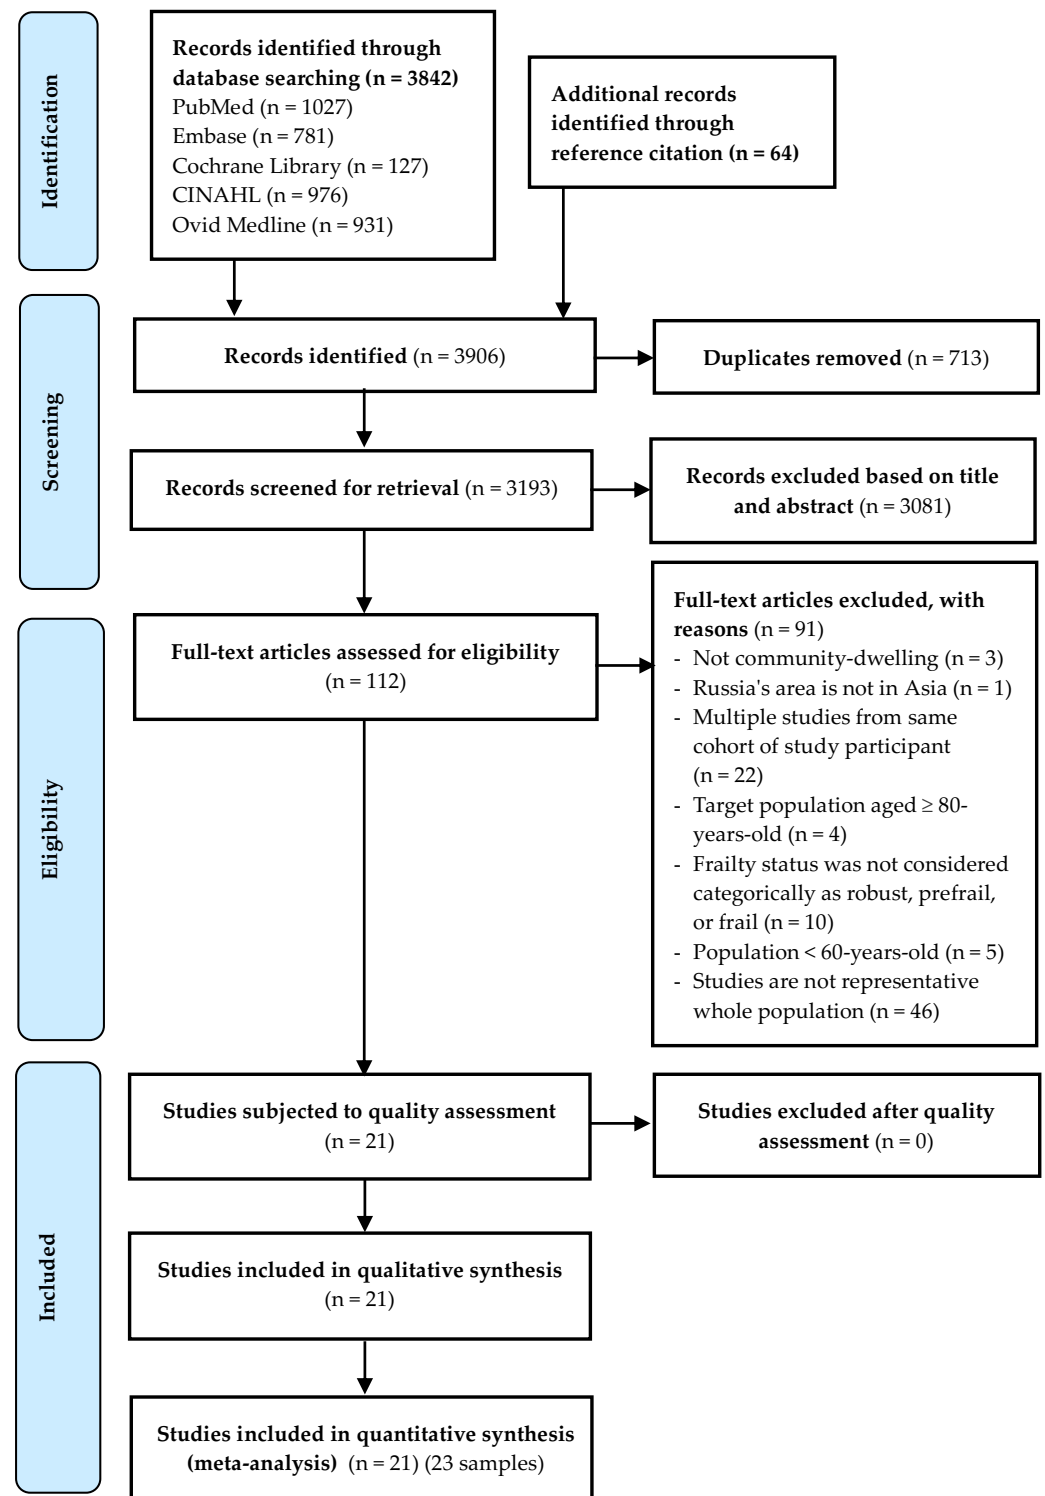 Identification
Records identified through
database searching (n = 3842)
PubMed (n = 1027)
Embase (n = 781)
Cochrane Library (n = 127)
CINAHL (n = 976)
Ovid Medline (n = 931)
Additional records
identified through
reference citation (n = 64)
Screening
Records identified (n = 3906)
Duplicates removed (n = 713)
Records screened for retrieval (n = 3193)
Records excluded based on title
and abstract (n = 3081)
Eligibility
Full-text articles assessed for eligibility
(n = 112)
Full-text articles excluded, with
reasons (n = 91)
- Not community-dwelling (n = 3)
- Russia's area is not in Asia (n = 1)
- Multiple studies from same
cohort of study participant
(n = 22)
- Target population aged ≥ 80-
years-old (n = 4)
- Frailty status was not considered
categorically as robust, prefrail,
or frail (n = 10)
- Population < 60-years-old (n = 5)
- Studies are not representative
whole population (n = 46)
Included
Studies subjected to quality assessment
(n = 21)
Studies excluded after quality
assessment (n = 0)
Studies included in qualitative synthesis
(n = 21)
Studies included in quantitative synthesis
(meta-analysis) (n = 21) (23 samples)